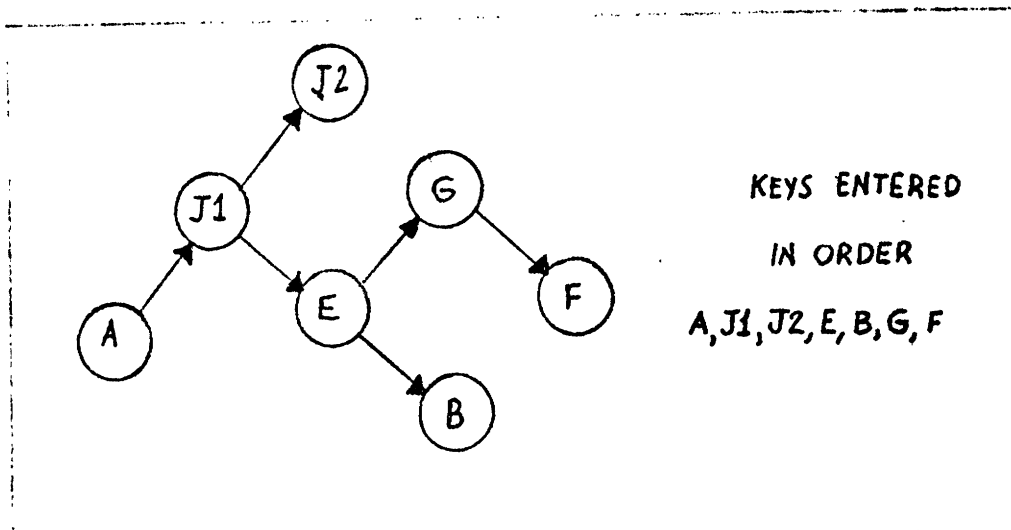 J2
J1
G
KEYS ENTERED
IN ORDER
A, J1, J2, E, B, G, F
E
F
A
B